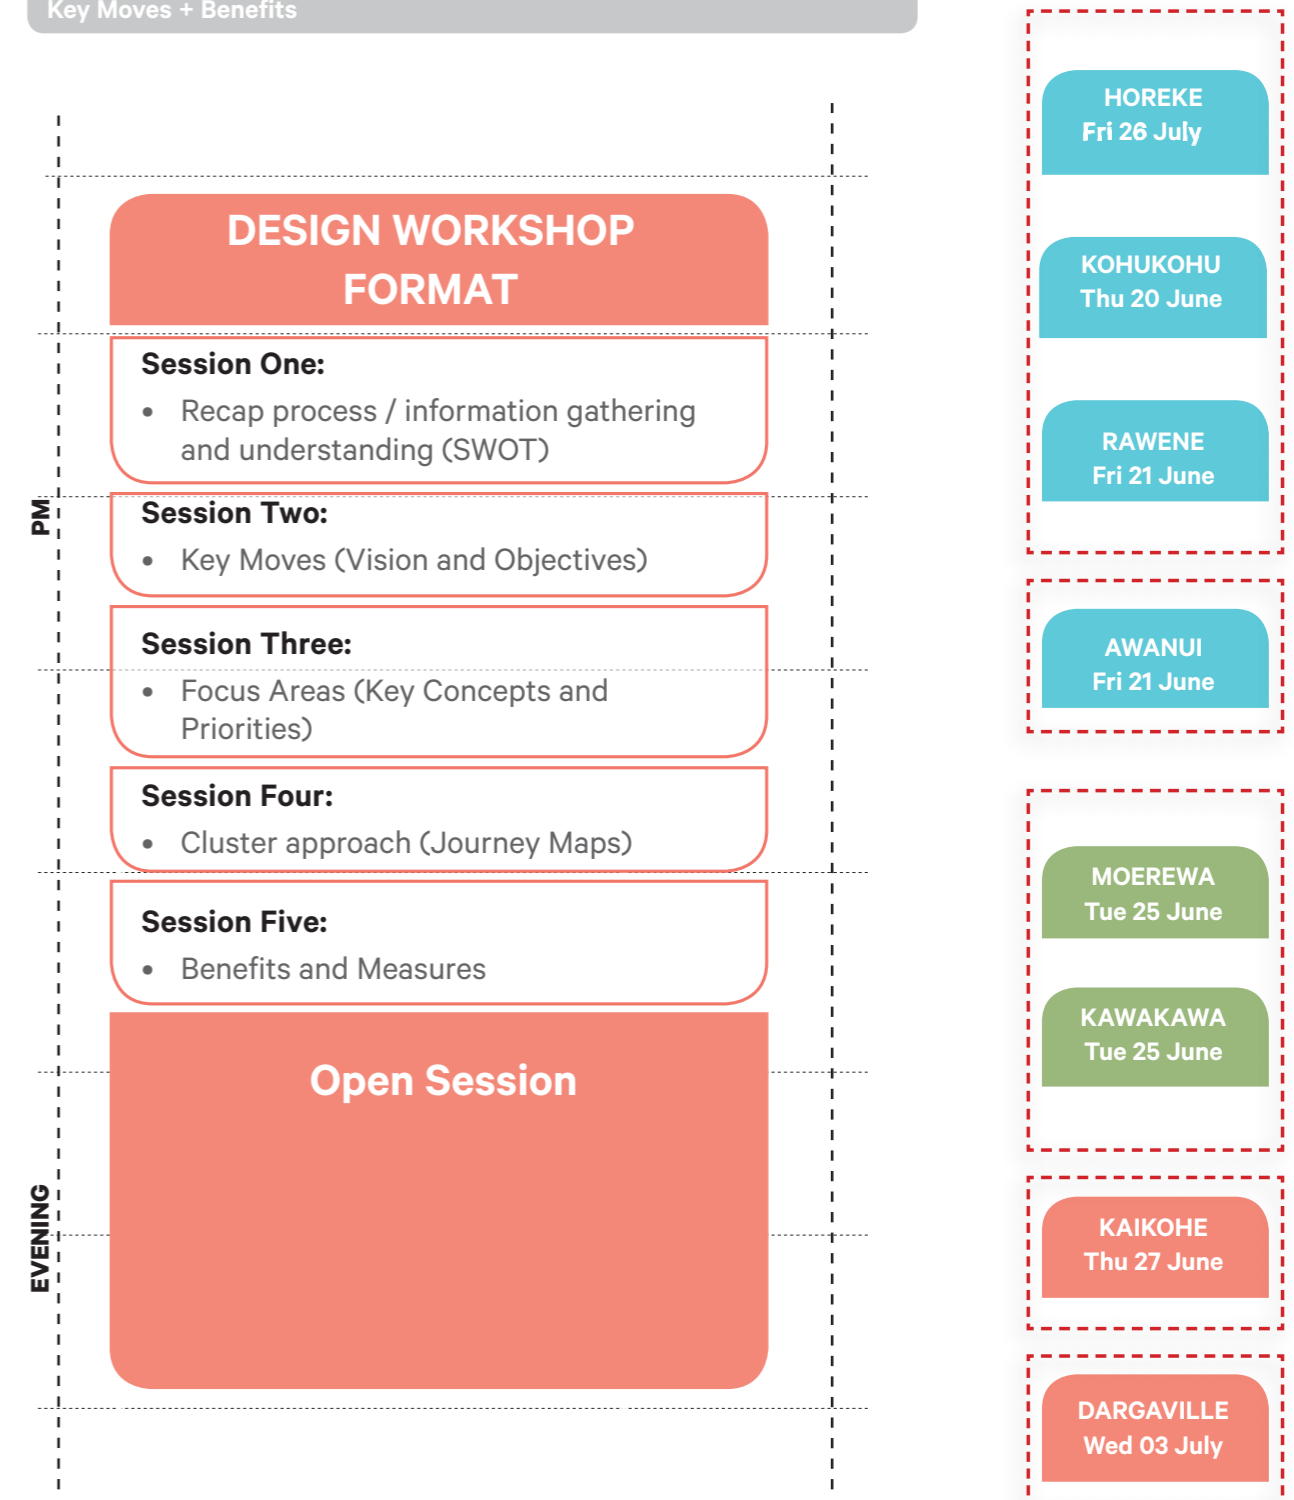 Key Moves + Benefits
DESIGN WORKSHOP
FORMAT
Session One:
• Recap process / information gathering
and understanding (SWOT)
Session Two:
• Key Moves (Vision and Objectives)
Session Three:
• Focus Areas (Key Concepts and
Priorities)
Session Four:
• Cluster approach (Journey Maps)
Session Five:
• Benefits and Measures
Open Session
PM
EVENING
HOREKE
Fri 26 July
KOHUKOHU
Thu 20 June
RAWENE
Fri 21 June
AWANUI
Fri 21 June
MOEREWA
Tue 25 June
KAWAKAWA
Tue 25 June
KAIKOHE
Thu 27 June
DARGAVILLE
Wed 03 July